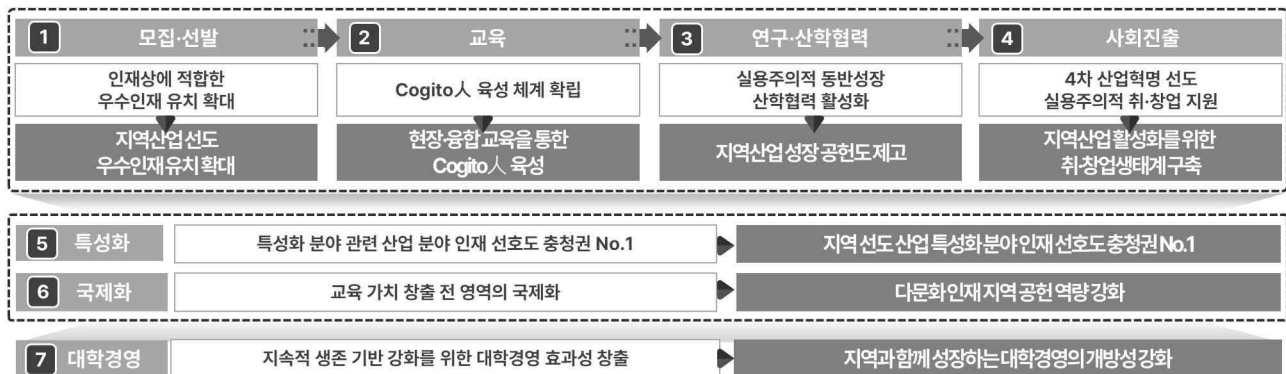 1 모집·선발
2 교육
3 연구·산학협력
4 사회진출
인재상에 적합한
우수인재 유치 확대
Cogito人 육성 체계 확립
실용주의적 동반성장
산학협력 활성화
4차 산업혁명 선도
실용주의적 취·창업 지원
지역산업 선도
우수인재 유치 확대
현장·융합 교육을 통한
Cogito人 육성
지역산업 성장 공헌도 제고
지역산업 활성화를 위한
취·창업 생태계 구축
5 특성화
특성화 분야 관련 산업 분야 인재 선호도 충청권 No.1
지역 선도 산업 특성화 분야 인재 선호도 충청권 No.1
6 국제화
교육 가치 창출 전 영역의 국제화
다문화 인재 지역 공헌 역량 강화
7 대학경영
지속적 생존 기반 강화를 위한 대학경영 효과성 창출
지역과 함께 성장하는 대학경영의 개방성 강화